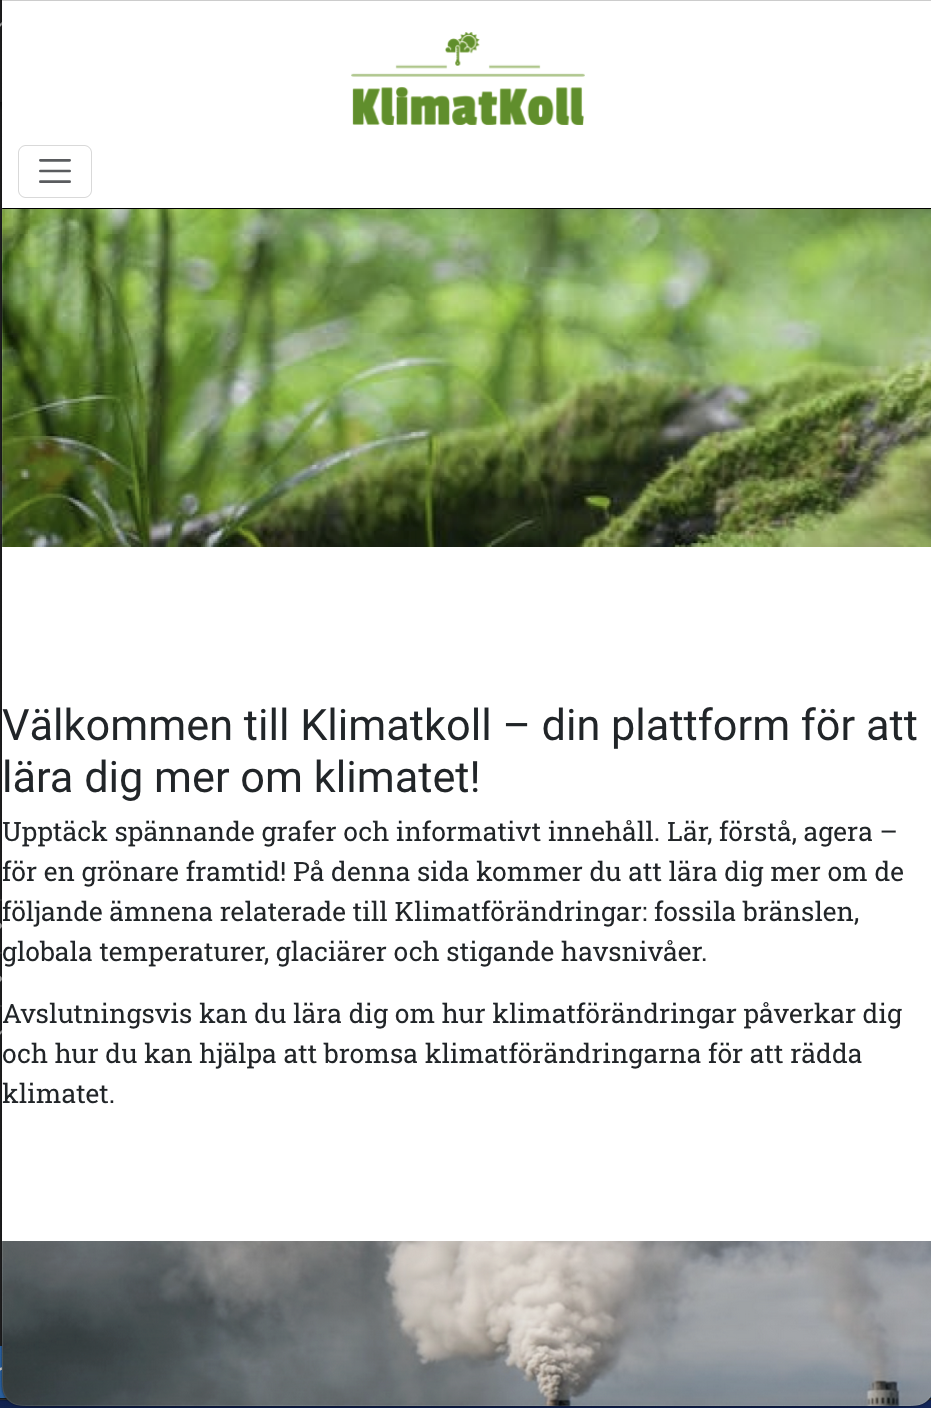 KlimatKoll
Välkommen till Klimatkoll – din plattform för att
lära dig mer om klimatet!
Upptäck spännande grafer och informativt innehåll. Lär, förstå, agera –
för en grönare framtid! På denna sida kommer du att lära dig mer om de
följande ämnena relaterade till Klimatförändringar: fossila bränslen,
globala temperaturer, glaciärer och stigande havsnivåer.
Avslutningsvis kan du lära dig om hur klimatförändringar påverkar dig
och hur du kan hjälpa att bromsa klimatförändringarna för att rädda
klimatet.